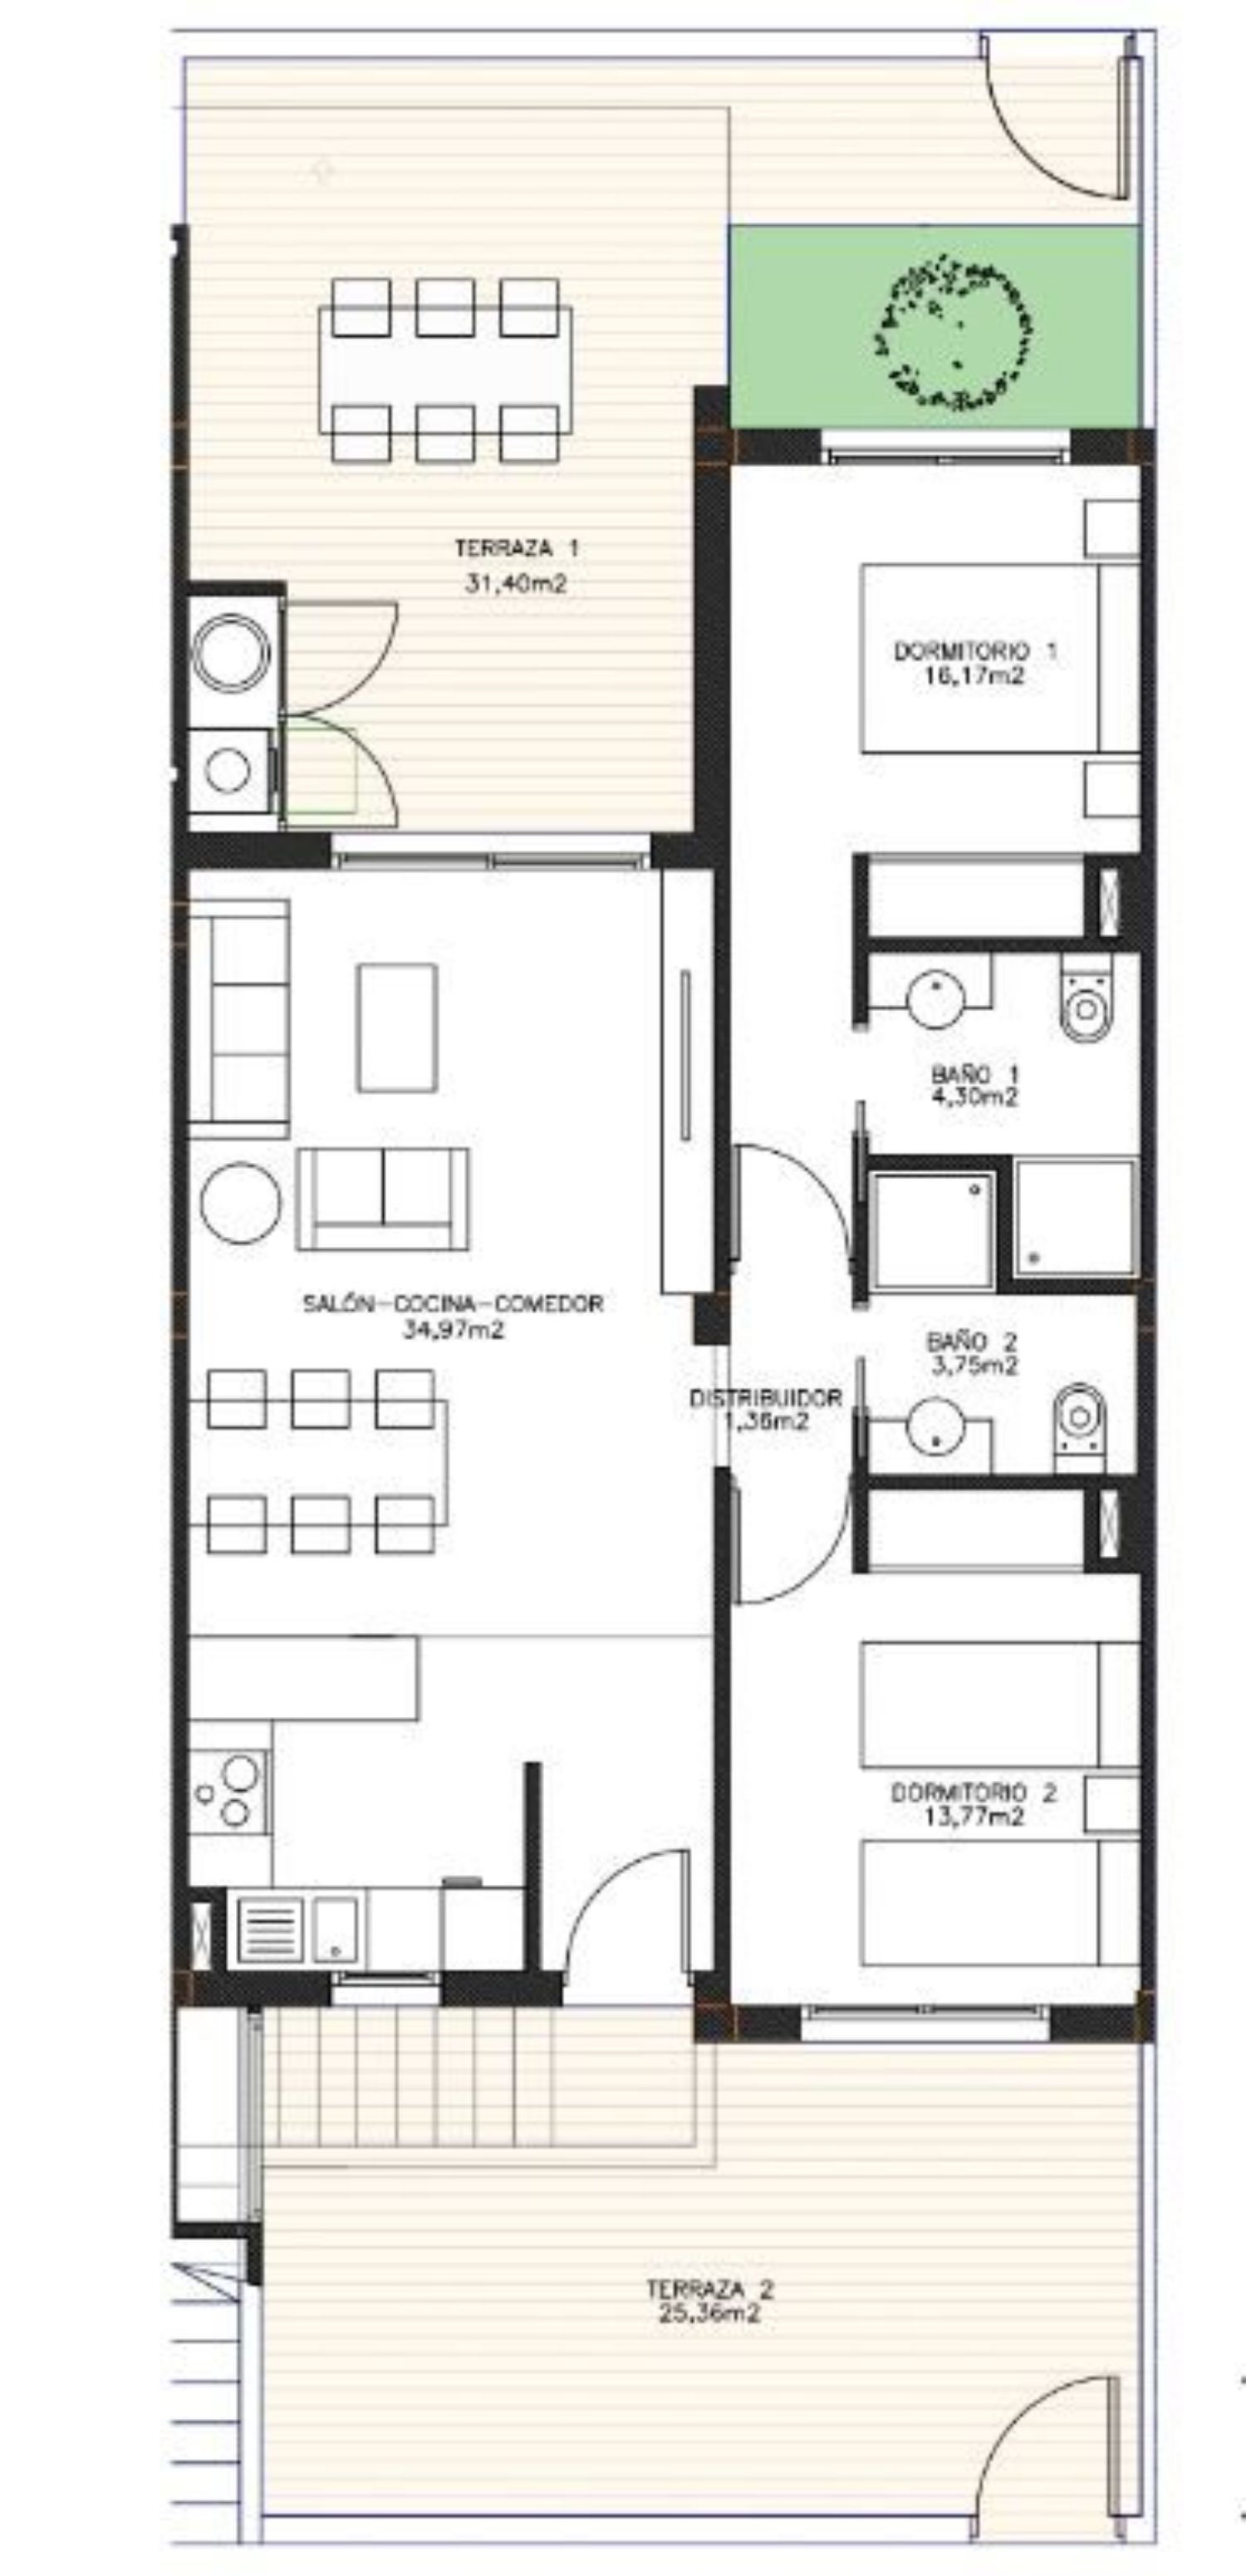 TERRAZA 1
31,40m2
DORMITORIO 1
16,17m2
BAÑO 1
4,30m2
SALÓN-COCINA-COMEDOR
34,97m2
BAÑO 2
3,75m2
DISTRIBUIDOR
1,36m2
DORMITORIO 2
13,77m2
TERRAZA 2
25,36m2